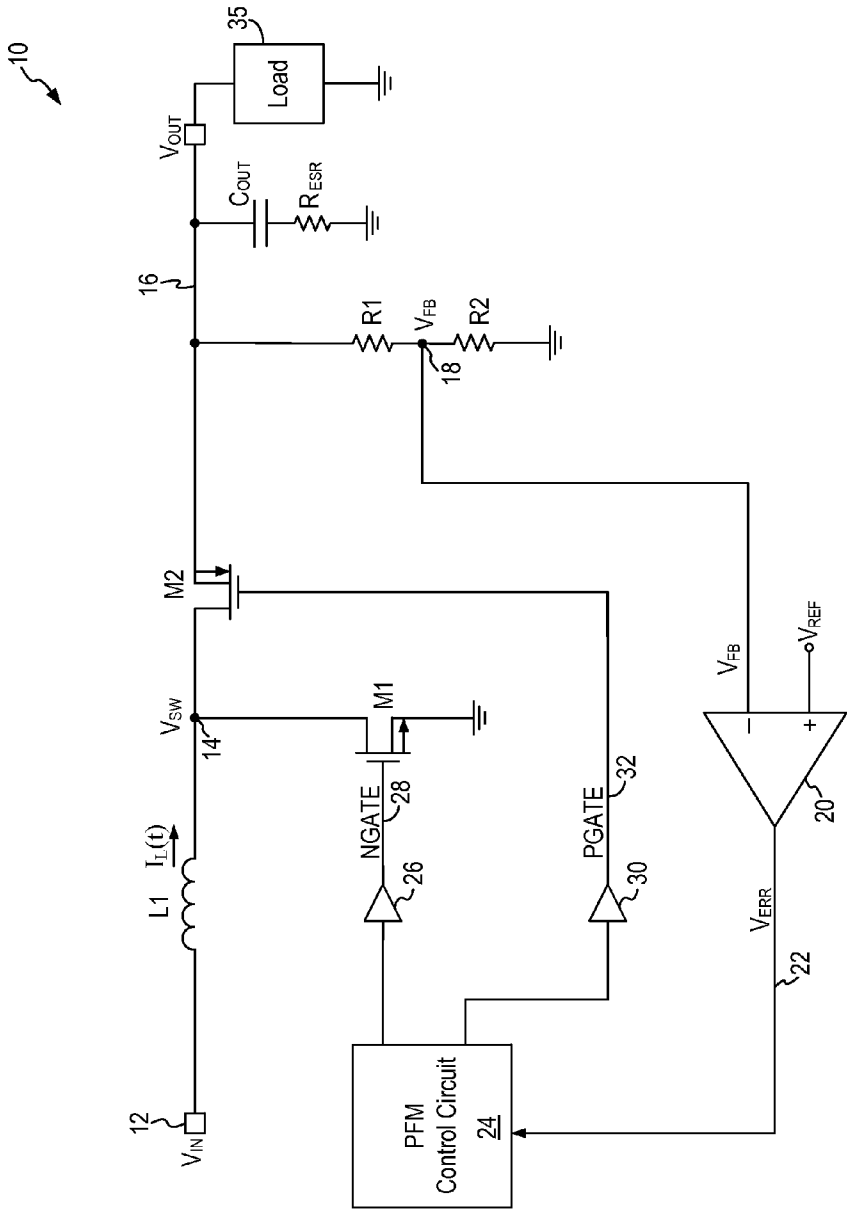 10
35
Load
VOUT
COUT
RESR
16
R1
VFB
18
R2
M2
VSW
14
M1
L1
IL(t)
12
VIN
NGATE
28
26
PGATE
32
30
PFM
Control Circuit
24
VFB
VREF
−
+
20
VERR
22